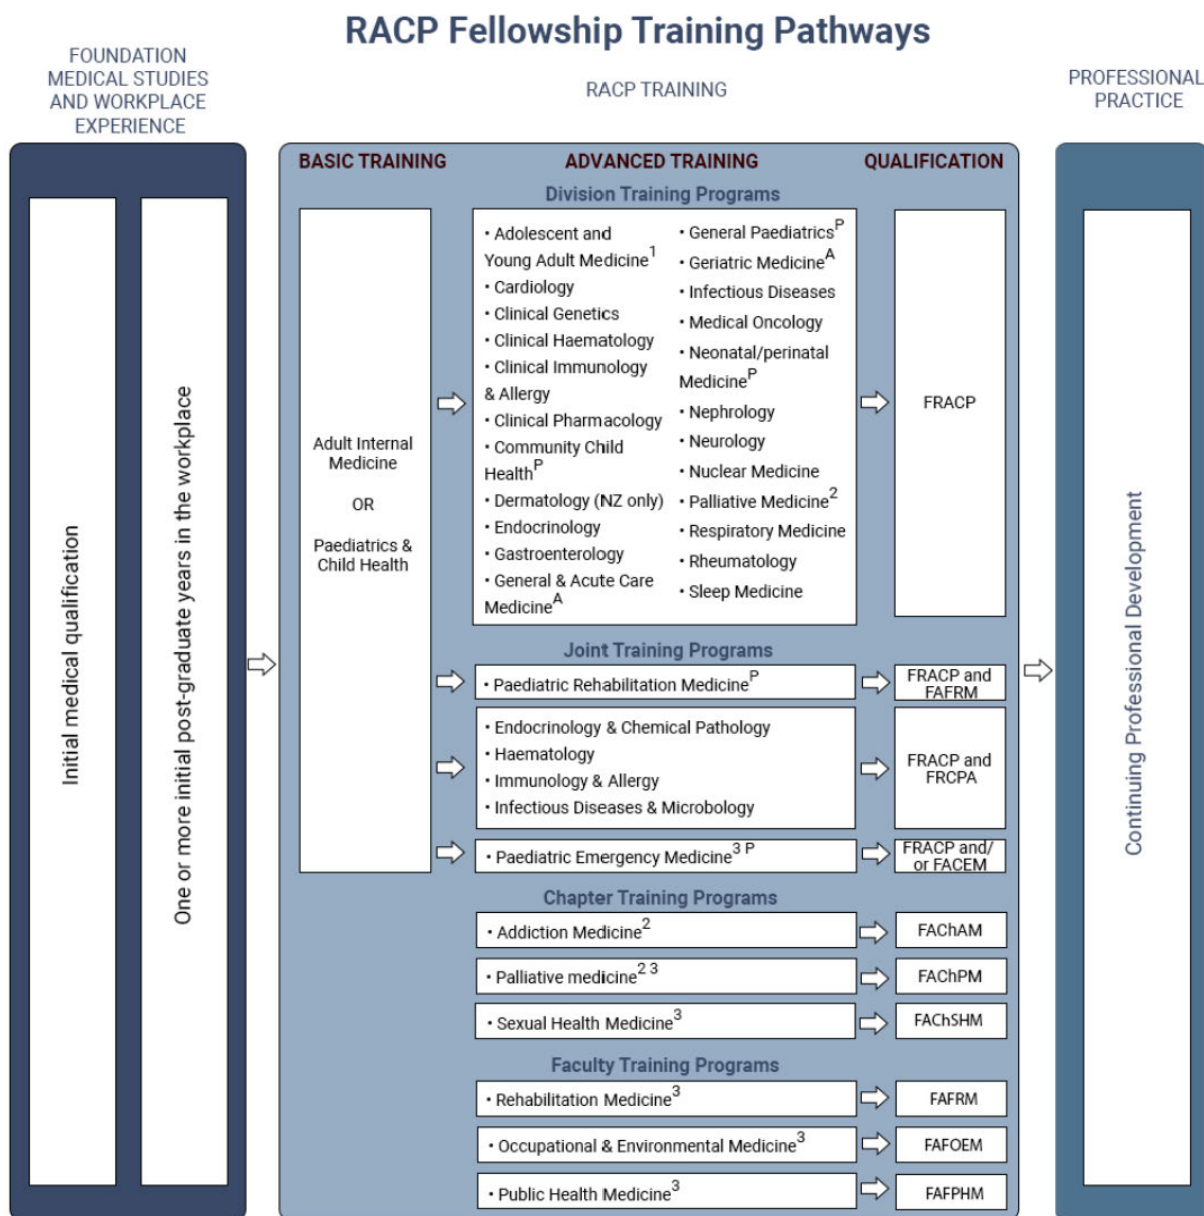 RACP Fellowship Training Pathways
FOUNDATION
MEDICAL STUDIES
AND WORKPLACE
EXPERIENCE
RACP TRAINING
PROFESSIONAL
PRACTICE
Initial medical qualification
One or more initial post-graduate years in the workplace
BASIC TRAINING
Adult Internal
Medicine
OR
Paediatrics &
Child Health
ADVANCED TRAINING
Division Training Programs
• Adolescent and
Young Adult Medicine1
• Cardiology
• Clinical Genetics
• Clinical Haematology
• Clinical Immunology
& Allergy
• Clinical Pharmacology
• Community Child
HealthP
• Dermatology (NZ only)
• Endocrinology
• Gastroenterology
• General & Acute Care
MedicineA
• General PaediatricsP
• Geriatric MedicineA
• Infectious Diseases
• Medical Oncology
• Neonatal/perinatal
MedicineP
• Nephrology
• Neurology
• Nuclear Medicine
• Palliative Medicine2
• Respiratory Medicine
• Rheumatology
• Sleep Medicine
QUALIFICATION
FRACP
Joint Training Programs
• Paediatric Rehabilitation MedicineP
FRACP and
FAFRM
• Endocrinology & Chemical Pathology
• Haematology
• Immunology & Allergy
• Infectious Diseases & Microbology
FRACP and
FRCPA
• Paediatric Emergency Medicine3 P
FRACP and/
or FACEM
Chapter Training Programs
• Addiction Medicine2
FAChAM
• Palliative medicine2 3
FAChPM
• Sexual Health Medicine3
FAChSHM
Faculty Training Programs
• Rehabilitation Medicine3
FAFRM
• Occupational & Environmental Medicine3
FAFOEM
• Public Health Medicine3
FAFPHM
Continuing Professional Development